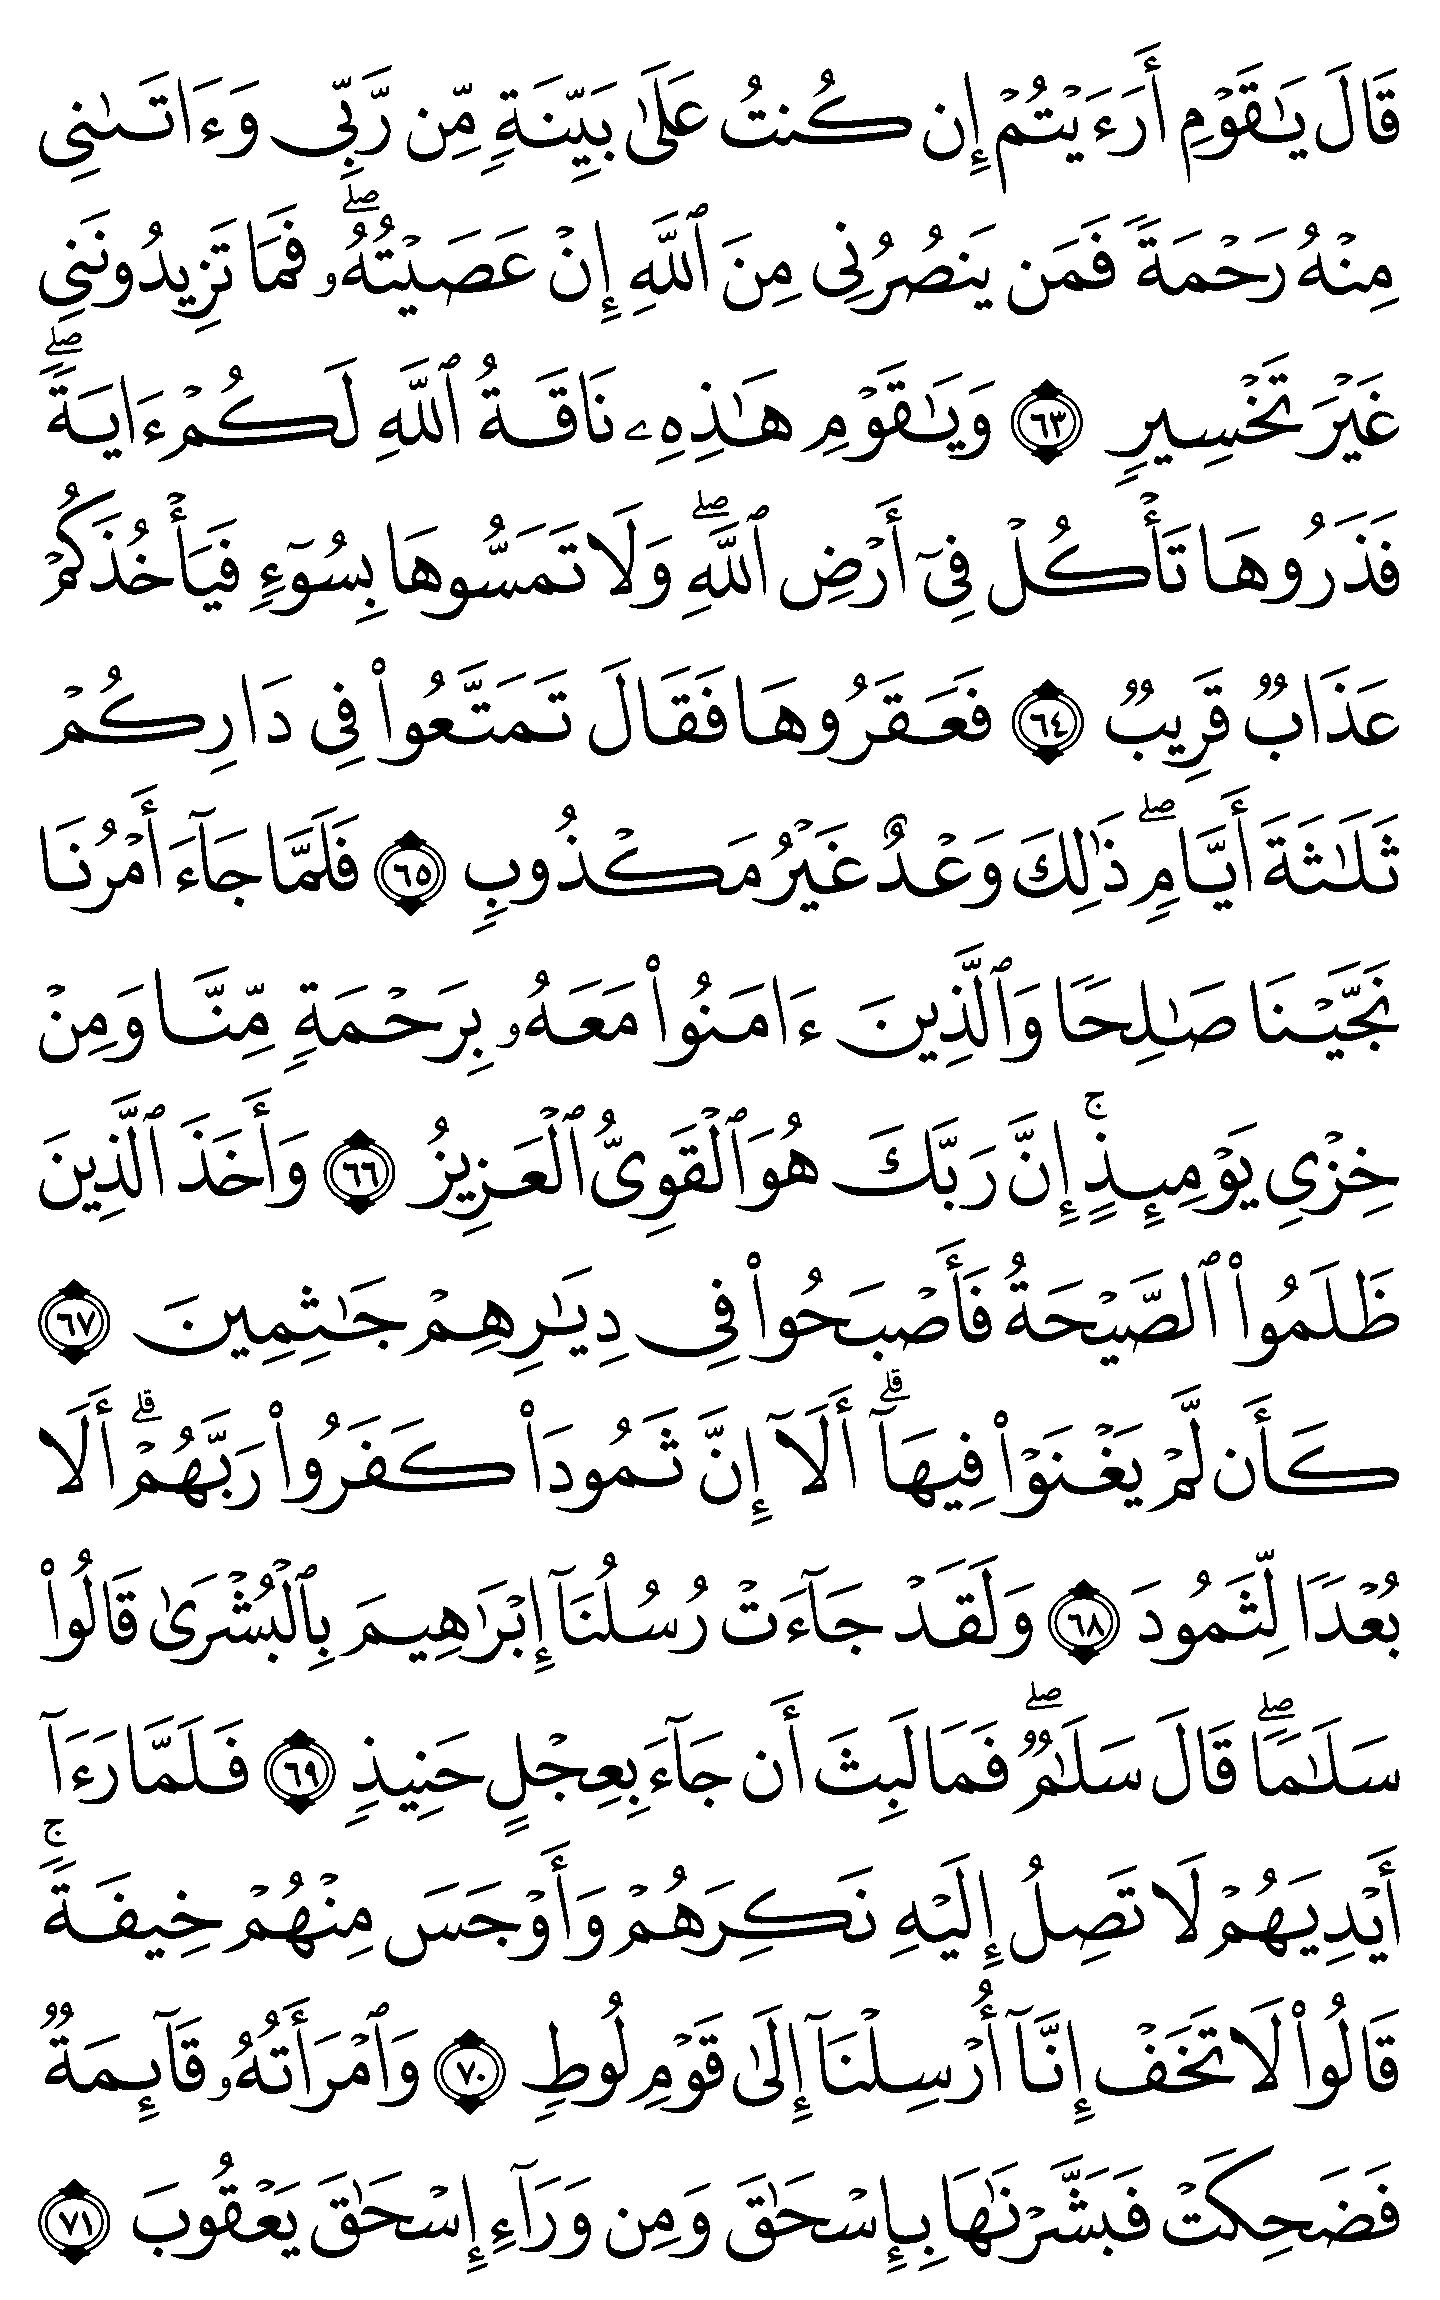 قَالَ يَـٰقَوْمِ أَرَءَيْتُمْ إِن كُنتُ عَلَىٰ بَيِّنَةٍ مِّن رَّبِّى وَءَاتَىٰنِى
مِنْهُ رَحْمَةً فَمَن يَنصُرُنِى مِنَ ٱللَّهِ إِنْ عَصَيْتُهُۥ ۖ فَمَا تَزِيدُونَنِى
غَيْرَ تَخْسِيرٍ ٦٣ وَيَـٰقَوْمِ هَـٰذِهِۦ نَاقَةُ ٱللَّهِ لَكُمْ ءَايَةً ۖ
فَذَرُوهَا تَأْكُلْ فِىٓ أَرْضِ ٱللَّهِ ۖ وَلَا تَمَسُّوهَا بِسُوٓءٍ فَيَأْخُذَكُمْ
عَذَابٌ قَرِيبٌ ٦٤ فَعَقَرُوهَا فَقَالَ تَمَتَّعُوا۟ فِى دَارِكُمْ
ثَلَـٰثَةَ أَيَّامٍ ۖ ذَٰلِكَ وَعْدٌ غَيْرُ مَكْذُوبٍ ٦٥ فَلَمَّا جَآءَ أَمْرُنَا
نَجَّيْنَا صَـٰلِحًا وَٱلَّذِينَ ءَامَنُوا۟ مَعَهُۥ بِرَحْمَةٍ مِّنَّا وَمِنْ
خِزْىِ يَوْمِئِذٍ ۚ إِنَّ رَبَّكَ هُوَ ٱلْقَوِىُّ ٱلْعَزِيزُ ٦٦ وَأَخَذَ ٱلَّذِينَ
ظَلَمُوا۟ ٱلصَّيْحَةُ فَأَصْبَحُوا۟ فِى دِيَـٰرِهِمْ جَـٰثِمِينَ ٦٧
كَأَن لَّمْ يَغْنَوْا۟ فِيهَآ ۗ أَلَآ إِنَّ ثَمُودَا۟ كَفَرُوا۟ رَبَّهُمْ ۗ أَلَا
بُعْدًا لِّثَمُودَ ٦٨ وَلَقَدْ جَآءَتْ رُسُلُنَآ إِبْرَٰهِيمَ بِٱلْبُشْرَىٰ قَالُوا۟
سَلَـٰمًا ۖ قَالَ سَلَـٰمٌ ۖ فَمَا لَبِثَ أَن جَآءَ بِعِجْلٍ حَنِيذٍ ٦٩ فَلَمَّا رَءَآ
أَيْدِيَهُمْ لَا تَصِلُ إِلَيْهِ نَكِرَهُمْ وَأَوْجَسَ مِنْهُمْ خِيفَةً ۚ
قَالُوا۟ لَا تَخَفْ إِنَّآ أُرْسِلْنَآ إِلَىٰ قَوْمِ لُوطٍ ٧٠ وَٱمْرَأَتُهُۥ قَآئِمَةٌ
فَضَحِكَتْ فَبَشَّرْنَـٰهَا بِإِسْحَـٰقَ وَمِن وَرَآءِ إِسْحَـٰقَ يَعْقُوبَ ٧١